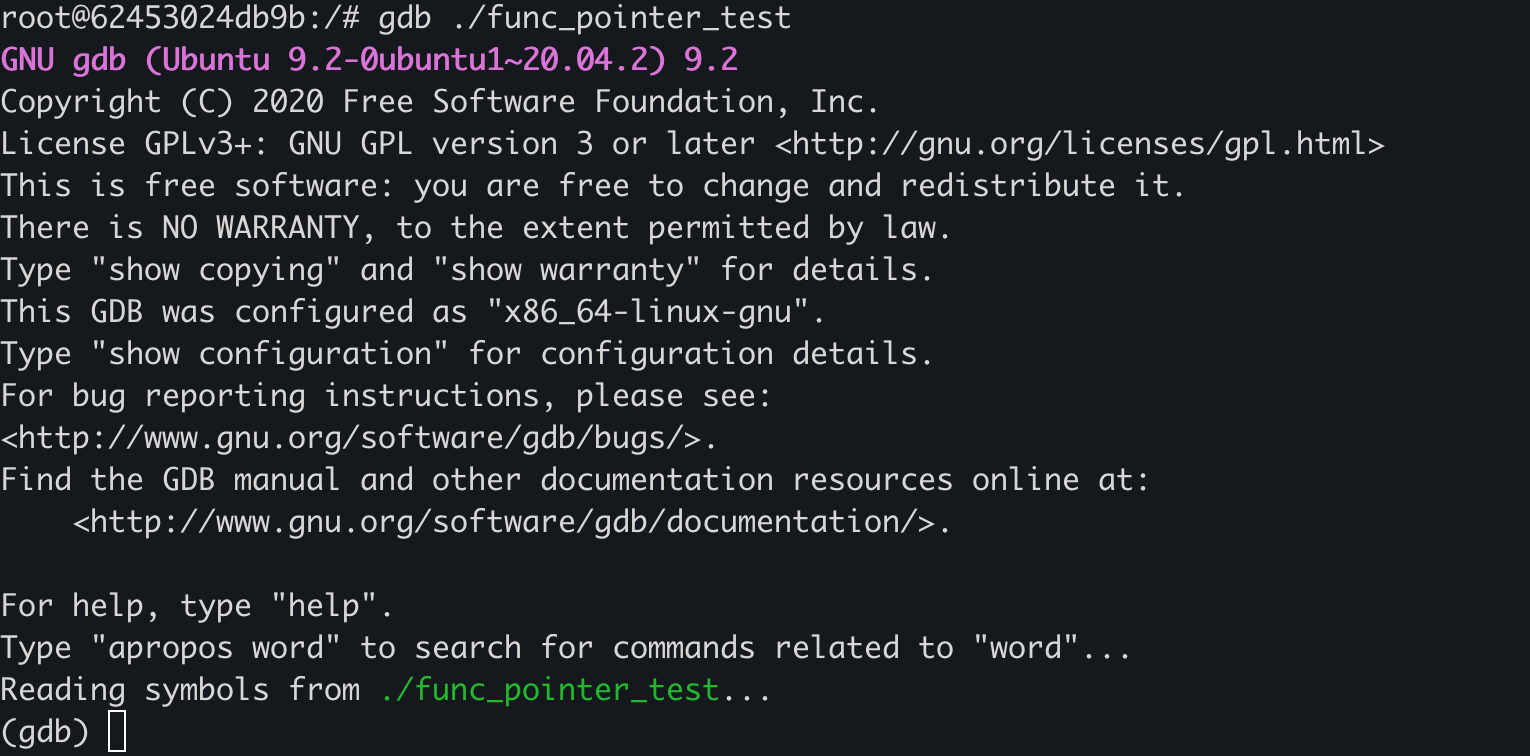 root@62453024db9b:/# gdb ./func_pointer_test
GNU gdb (Ubuntu 9.2-0ubuntu1~20.04.2) 9.2
Copyright (C) 2020 Free Software Foundation, Inc.
License GPLv3+: GNU GPL version 3 or later <http://gnu.org/licenses/gpl.html>
This is free software: you are free to change and redistribute it.
There is NO WARRANTY, to the extent permitted by law.
Type "show copying" and "show warranty" for details.
This GDB was configured as "x86_64-linux-gnu".
Type "show configuration" for configuration details.
For bug reporting instructions, please see:
<http://www.gnu.org/software/gdb/bugs/>.
Find the GDB manual and other documentation resources online at:
    <http://www.gnu.org/software/gdb/documentation/>.

For help, type "help".
Type "apropos word" to search for commands related to "word"...
Reading symbols from ./func_pointer_test...
(gdb)